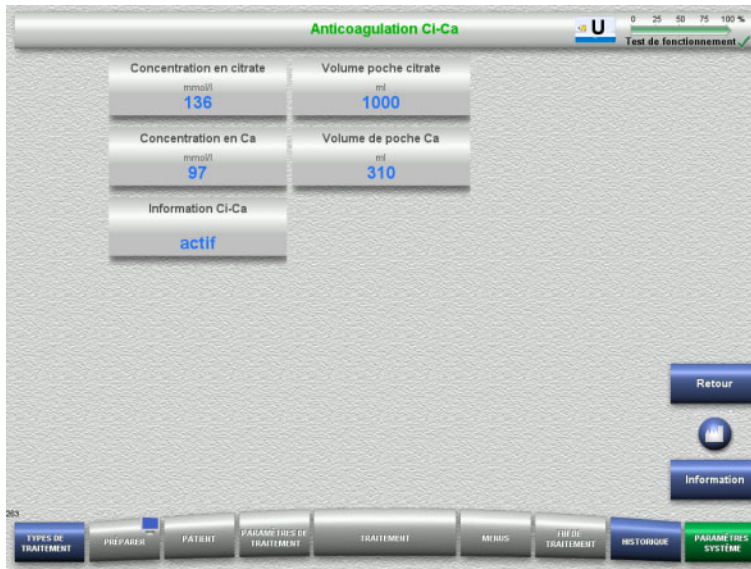 Anticoagulation Ci-Ca
U
0 25 50 75 100 %
Test de fonctionnement
Concentration en citrate
mmol/l
136
Volume poche citrate
ml
1000
Concentration en Ca
mmol/l
97
Volume de poche Ca
ml
310
Information Ci-Ca
actif
Retour
Information
263
TYPES DE
TRAITEMENT
PRÉPARER
PATIENT
PARAMÈTRES DE
TRAITEMENT
TRAITEMENT
MENUS
FIN DE
TRAITEMENT
HISTORIQUE
PARAMÈTRES
SYSTÈME